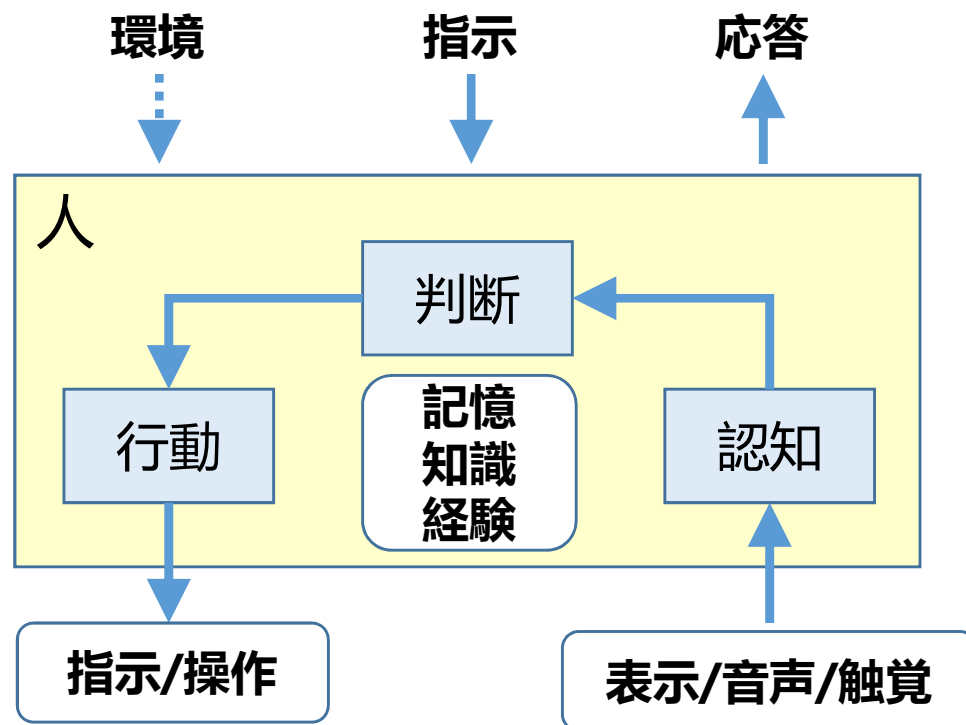 環境
指示
応答
人
判断
行動
記憶
知識
経験
認知
指示/操作
表示/音声/触覚